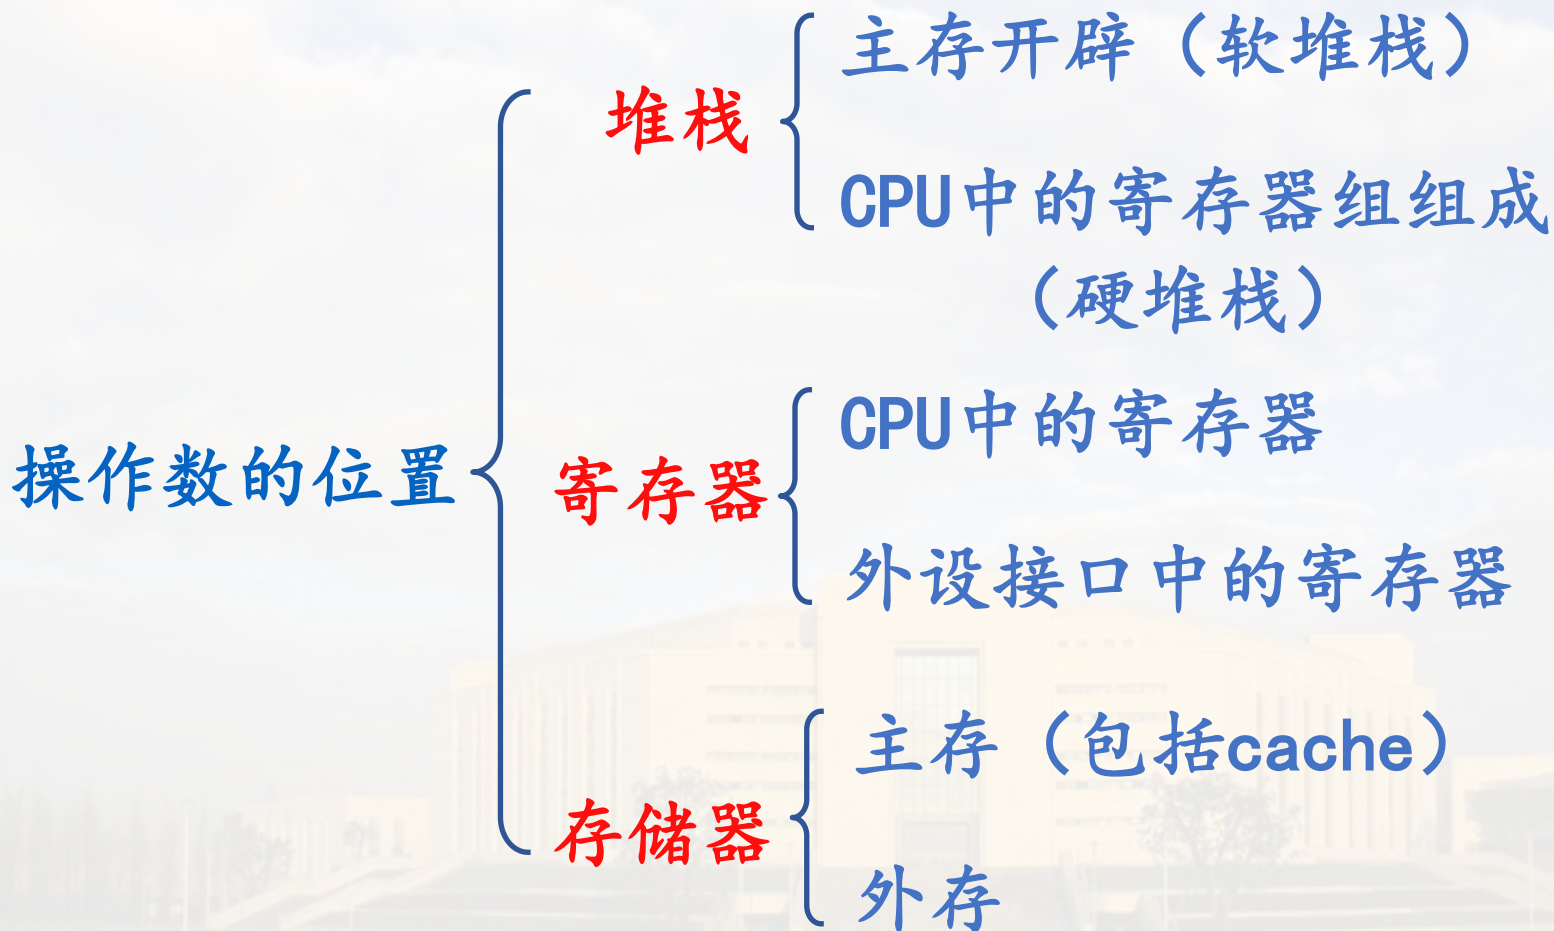 操作数的位置
堆栈
主存开辟（软堆栈）
CPU中的寄存器组组成
（硬堆栈）
寄存器
CPU中的寄存器
外设接口中的寄存器
存储器
主存（包括cache）
外存